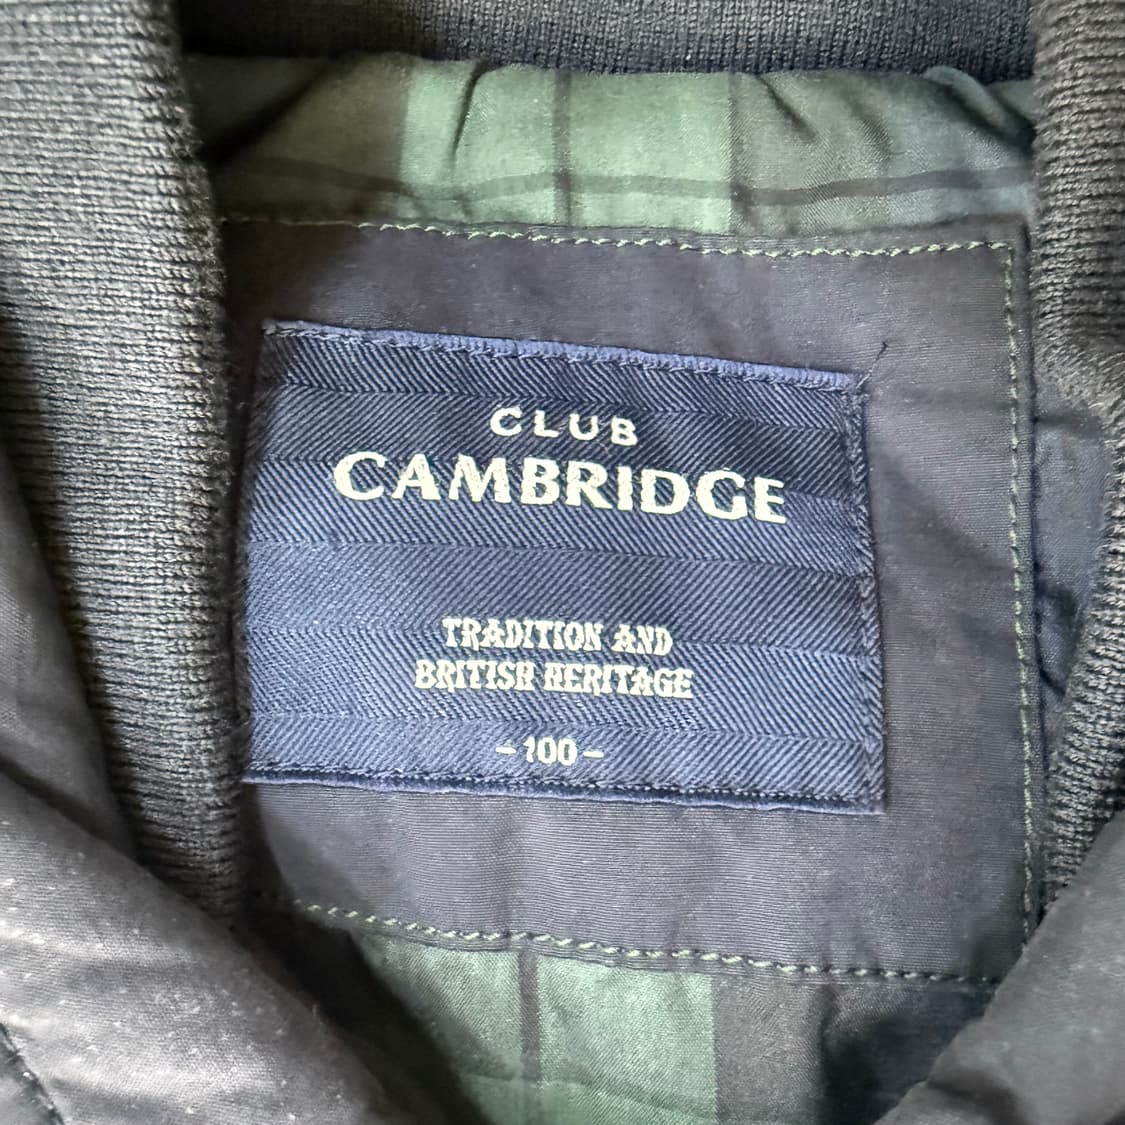 CLUB
CAMBRIDGE
TRADITION AND
BRITISH HERITAGE
-100-